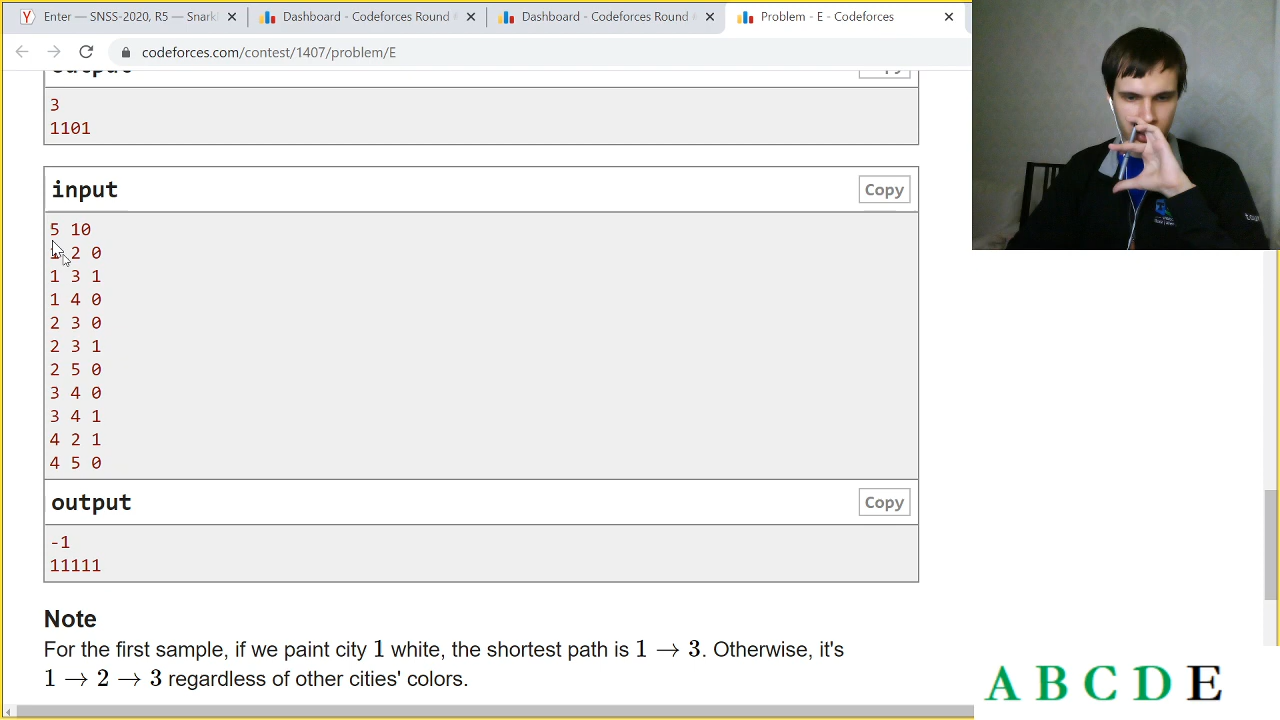 Enter — SNSS-2020, R5 — Snark
Dashboard - Codeforces Round
Dashboard - Codeforces Round
Problem - E - Codeforces
codeforces.com/contest/1407/problem/E
output
Copy
3
1101
input
Copy
5 10
1 2 0
1 3 1
1 4 0
2 3 0
2 3 1
2 5 0
3 4 0
3 4 1
4 2 1
4 5 0
output
Copy
-1
11111
Note
For the first sample, if we paint city 1 white, the shortest path is 1 → 3. Otherwise, it's
1 → 2 → 3 regardless of other cities' colors.
A B C D E